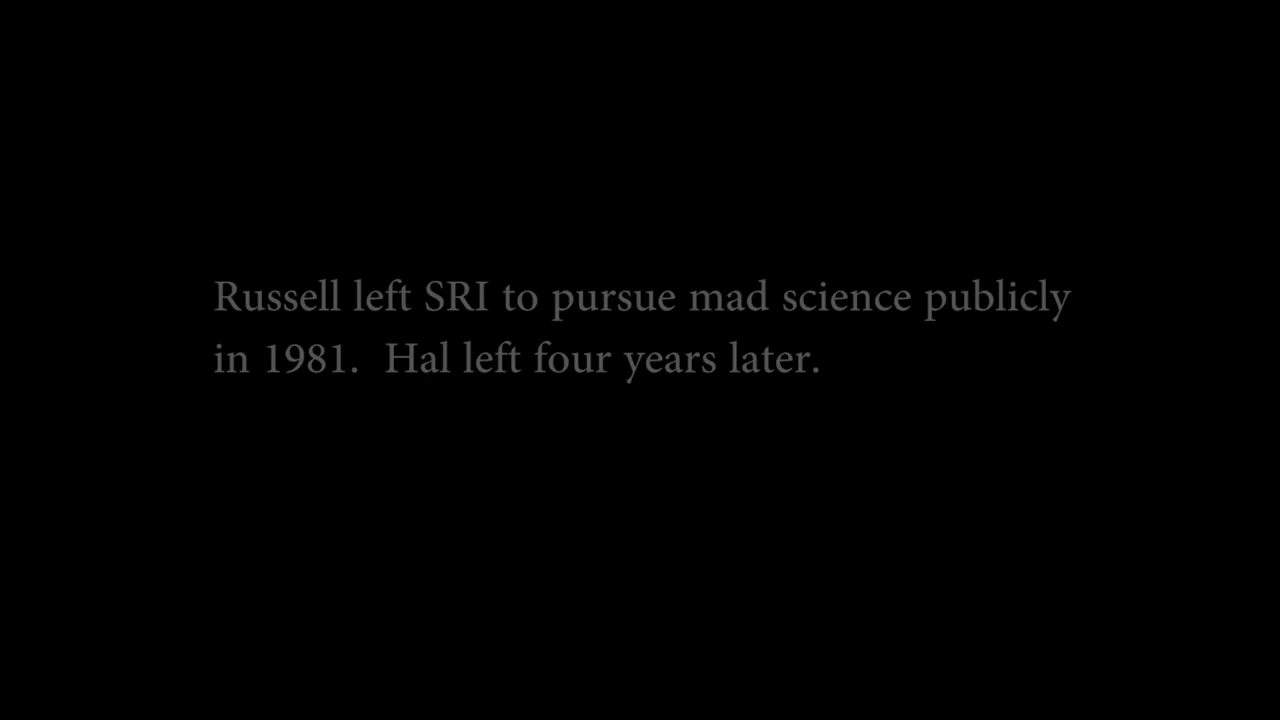 Russell left SRI to pursue mad science publicly
in 1981.  Hal left four years later.